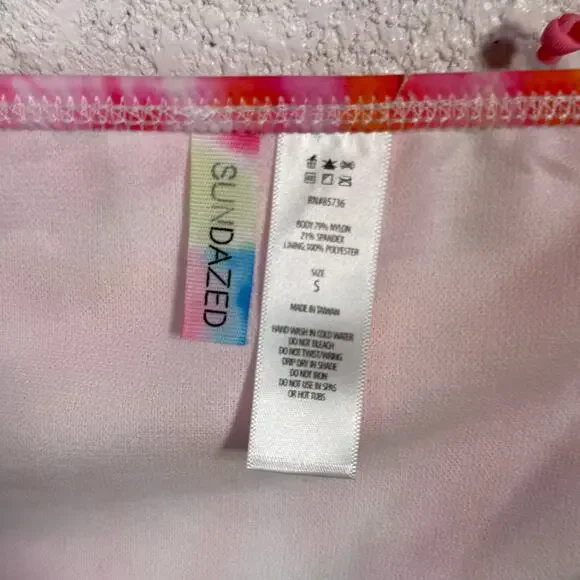 SUNDAZED
RN#85736
BODY:79% NYLON
21% SPANDEX
LINING:100% POLYESTER
SIZE
S
MADE IN TAIWAN
HAND WASH IN COLD WATER
DO NOT BLEACH
DO NOT TWIST/WRING
DRIP DRY IN SHADE
DO NOT IRON
DO NOT USE IN SPAS
OR HOT TUBS